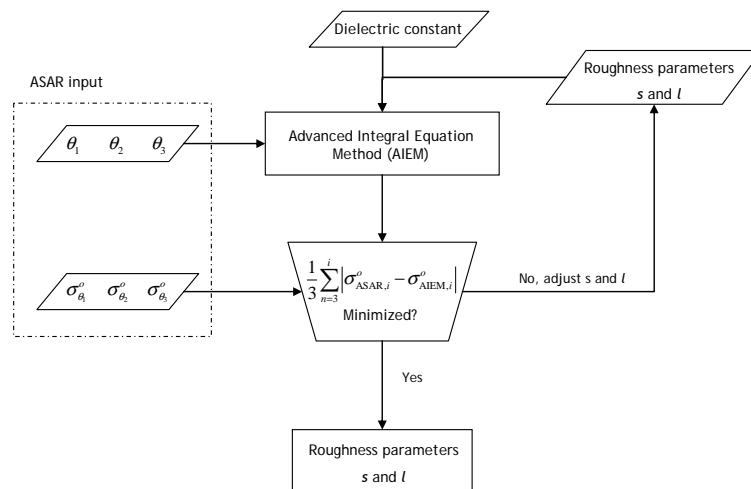 Dielectric constant
Roughness parameters
s and l
ASAR input
θ₁ θ₂ θ₃
Advanced Integral Equation
Method (AIEM)
σ°θ₁ σ°θ₂ σ°θ₃
1/3 ∑ⁱₙ₌₃ |σ°ASAR,i − σ°AIEM,i|
Minimized?
No, adjust s and l
Yes
Roughness parameters
s and l